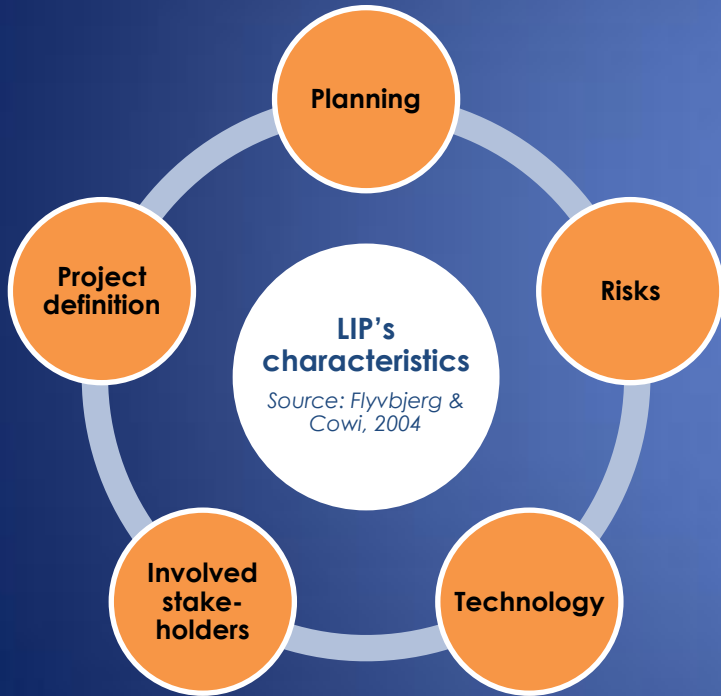 Planning
Risks
Technology
Involved
stake-
holders
Project
definition
LIP's
characteristics
Source: Flyvbjerg &
Cowi, 2004